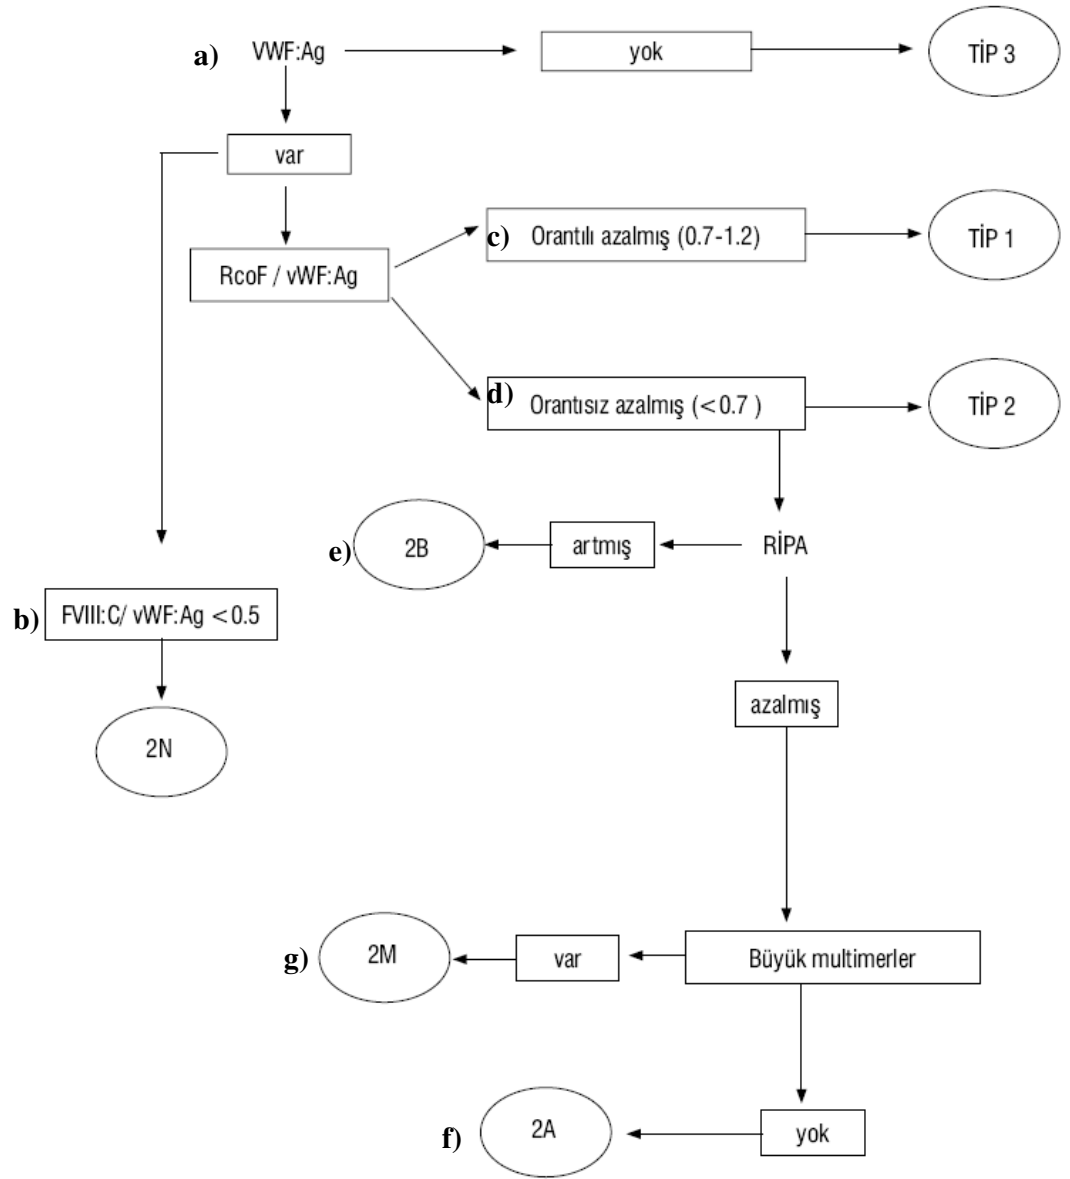 a) VWF:Ag yok TİP 3
var
c) Orantılı azalmış (0.7-1.2) TİP 1
RcoF / vWF:Ag
d) Orantısız azalmış (<0.7 ) TİP 2
e) 2B artmış RİPA
b) FVIII:C/ vWF:Ag <0.5
azalmış
2N
g) 2M var Büyük multimerler
f) 2A yok